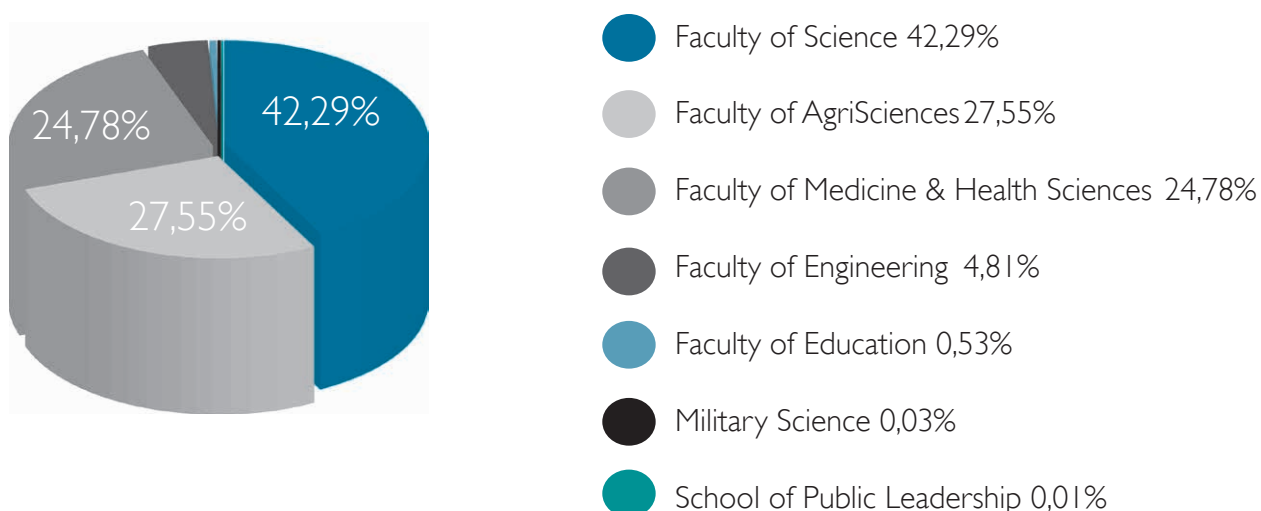 42,29%
24,78%
27,55%
Faculty of Science 42,29%
Faculty of AgriSciences 27,55%
Faculty of Medicine & Health Sciences 24,78%
Faculty of Engineering 4,81%
Faculty of Education 0,53%
Military Science 0,03%
School of Public Leadership 0,01%